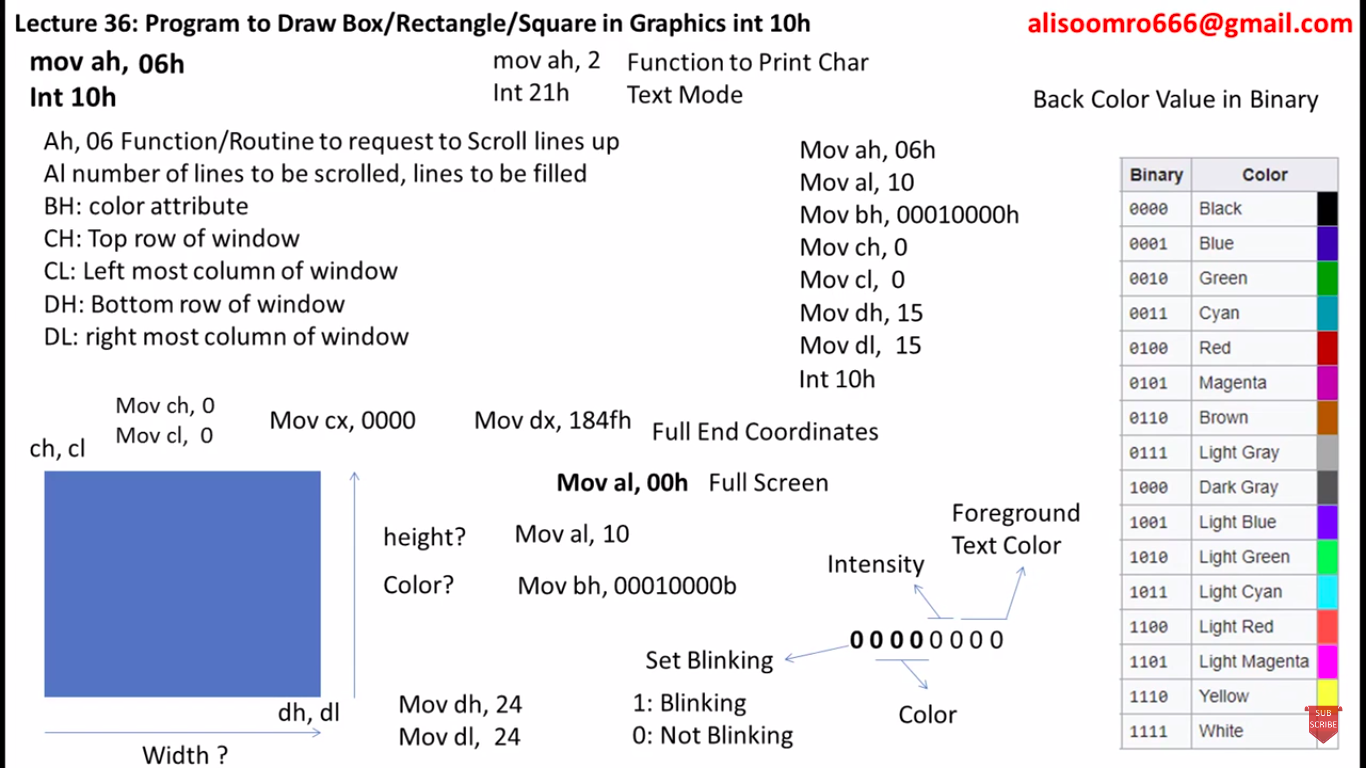 Lecture 36: Program to Draw Box/Rectangle/Square in Graphics int 10h
alisoomro666@gmail.com
mov ah, 06h
Int 10h
mov ah, 2 Function to Print Char
Int 21h Text Mode
Back Color Value in Binary
Ah, 06 Function/Routine to request to Scroll lines up
Al number of lines to be scrolled, lines to be filled
BH: color attribute
CH: Top row of window
CL: Left most column of window
DH: Bottom row of window
DL: right most column of window
Mov ah, 06h
Mov al, 10
Mov bh, 00010000h
Mov ch, 0
Mov cl, 0
Mov dh, 15
Mov dl, 15
Int 10h
Mov ch, 0
Mov cl, 0
Mov cx, 0000
Mov dx, 184fh
Full End Coordinates
ch, cl
Mov al, 00h Full Screen
height? Mov al, 10
Color? Mov bh, 00010000b
dh, dl
Width ?
Mov dh, 24
Mov dl, 24
Foreground
Text Color
Intensity
00000000
Set Blinking
1: Blinking
0: Not Blinking
Color
Binary Color
0000 Black
0001 Blue
0010 Green
0011 Cyan
0100 Red
0101 Magenta
0110 Brown
0111 Light Gray
1000 Dark Gray
1001 Light Blue
1010 Light Green
1011 Light Cyan
1100 Light Red
1101 Light Magenta
1110 Yellow
1111 White
SUB
SCRIBE